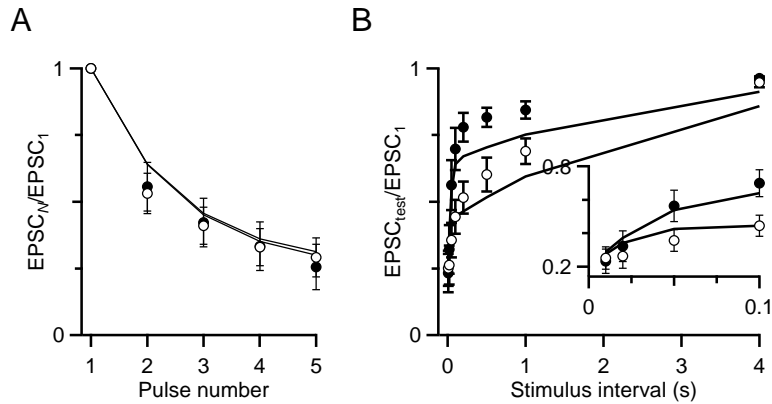 A
B
1
0
EPSC_N/EPSC_1
1 2 3 4 5
Pulse number
1
0
EPSC_test/EPSC_1
0 1 2 3 4
Stimulus interval (s)
0.8
0.2
0 0.1